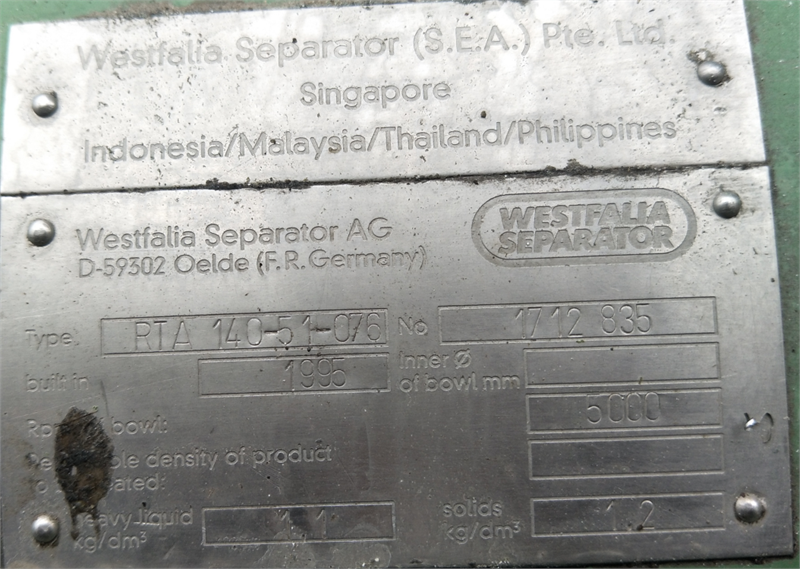 Westfalia Separator (S.E.A.) Pte. Ltd.
Singapore
Indonesia/Malaysia/Thailand/Philippines
WESTFALIA
SEPARATOR
Westfalia Separator AG
D-59302 Oelde (F.R.Germany)
Type. RTA 140-51-076 No 1712 835
built in 1995 Inner Ø
of bowl mm
bowl: 5000
density of product
heavy liquid
kg/dm³ 1.1 solids
kg/dm³ 1.2